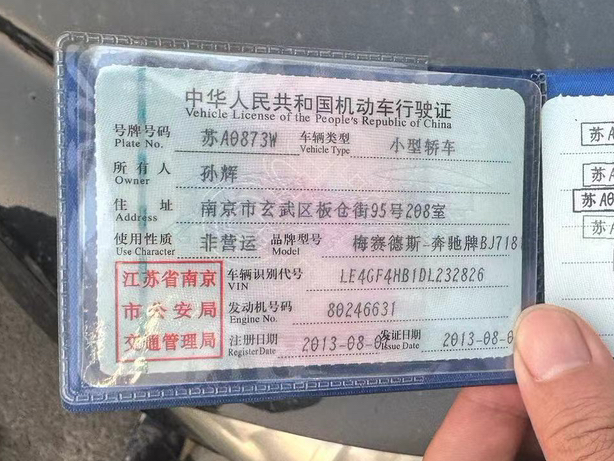 中华人民共和国机动车行驶证
Vehicle License of the People's Republic of China
号牌号码 苏A0873W 车辆类型 小型轿车
Plate No. Vehicle Type
所有人 孙辉
Owner
住址 南京市玄武区板仓街95号208室
Address
使用性质 非营运 品牌型号 梅赛德斯-奔驰牌BJ718
Use Character Model
江苏省南京
市公安局
交通管理局
车辆识别代号 LE4GF4HB1DL232826
VIN
发动机号码 80246631
Engine No.
注册日期 2013-08-0 发证日期 2013-08-0
Register Date Issue Date
苏A
苏
苏A0
苏A